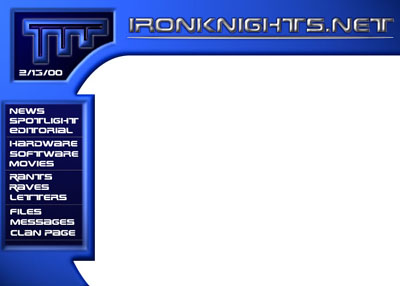 IRONKNIGHTS.NET
2/13/00
NEWS
SPOTLIGHT
EDITORIAL
HARDWARE
SOFTWARE
MOVIES
RANTS
RAVES
LETTERS
FILES
MESSAGES
CLAN PAGE